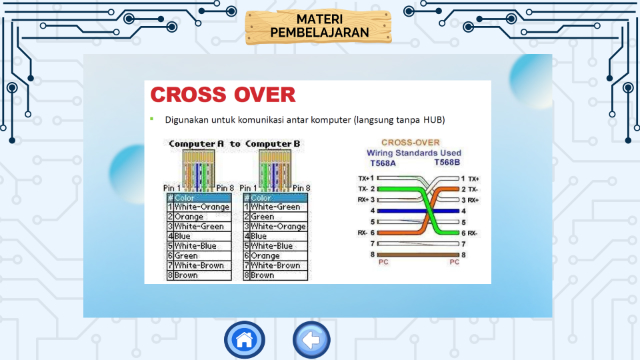 MATERI
PEMBELAJARAN
CROSS OVER
Digunakan untuk komunikasi antar komputer (langsung tanpa HUB)
Computer A to Computer B
Pin 1 Pin 8 Pin 1 Pin 8
# Color
1 White-Orange
2 Orange
3 White-Green
4 Blue
5 White-Blue
6 Green
7 White-Brown
8 Brown
# Color
1 White-Green
2 Green
3 White-Orange
4 Blue
5 White-Blue
6 Orange
7 White-Brown
8 Brown
CROSS-OVER
Wiring Standards Used
T568A T568B
TX+ 1 1 TX+
TX- 2 2 TX-
RX+ 3 3 RX+
4 4
5 5
RX- 6 6 RX-
7 7
8 8
PC PC